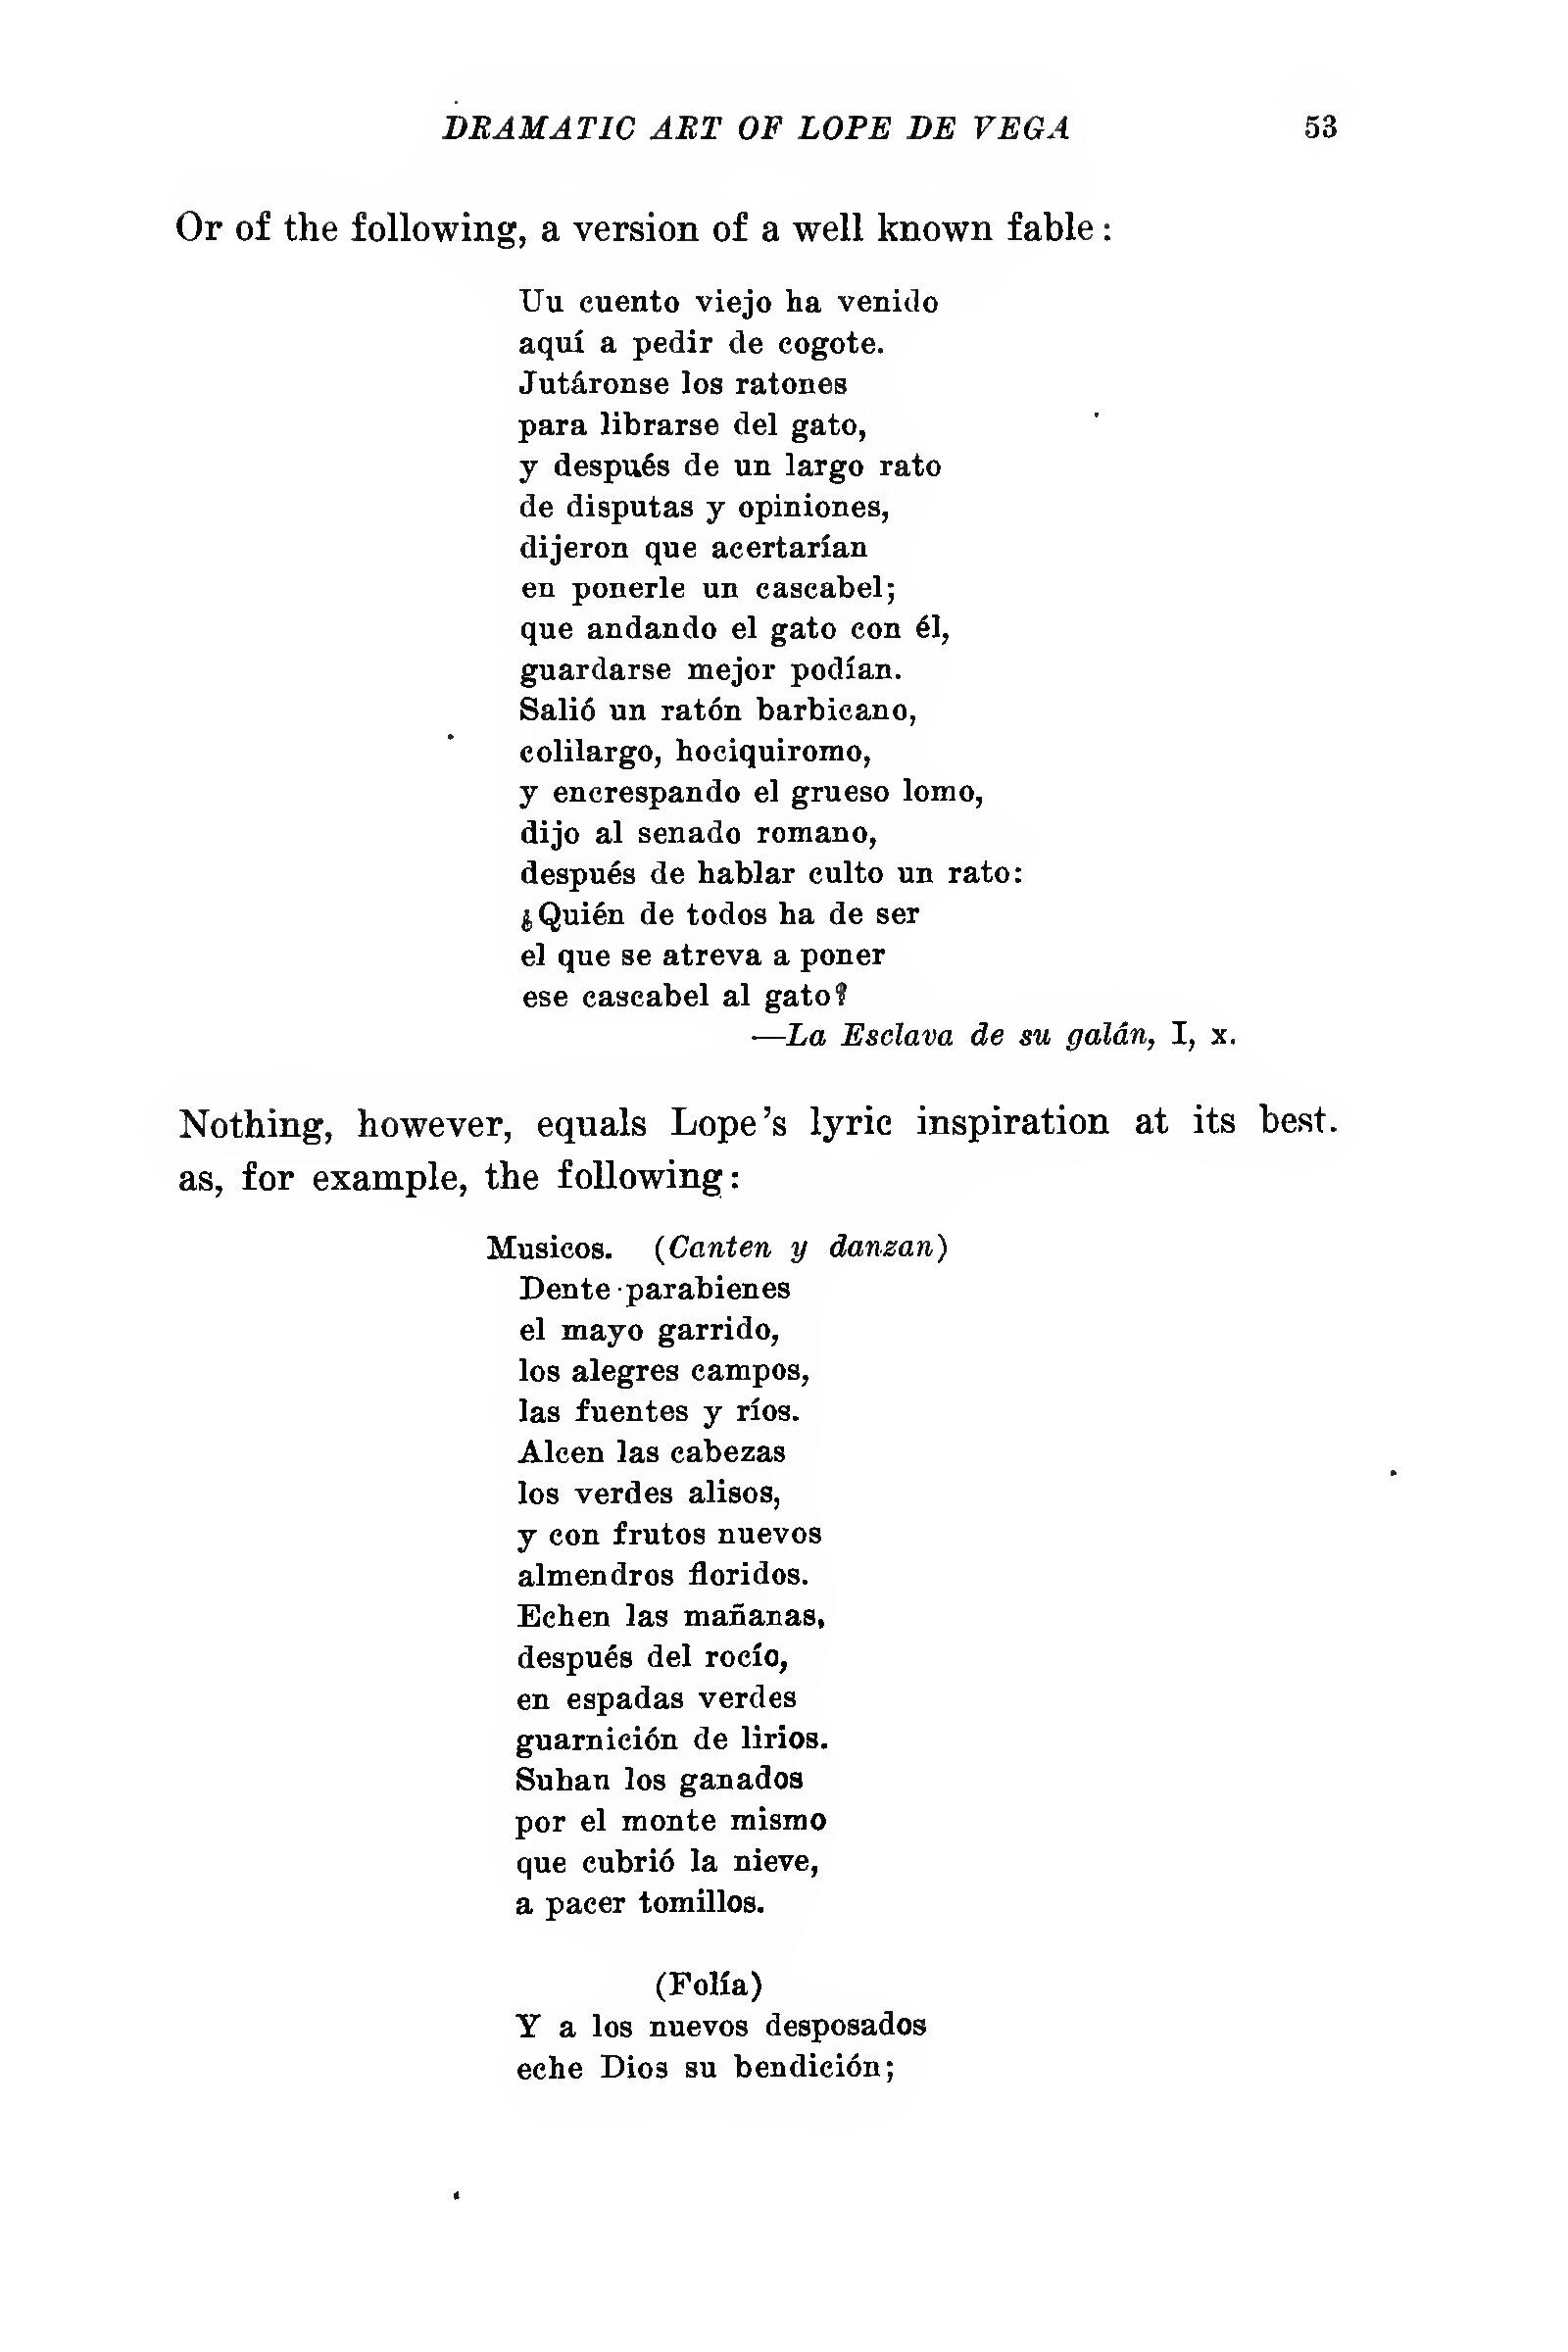 DRAMATIC ART OF LOPE DE VEGA 53
Or of the following, a version of a well known fable:
Uu cuento viejo ha venido
aquí a pedir de cogote.
Jutáronse los ratones
para librarse del gato,
y después de un largo rato
de disputas y opiniones,
dijeron que acertarían
en ponerle un cascabel;
que andando el gato con él,
guardarse mejor podían.
Salió un ratón barbicano,
colilargo, hociquiromo,
y encrespando el grueso lomo,
dijo al senado romano,
después de hablar culto un rato:
¿Quién de todos ha de ser
el que se atreva a poner
ese cascabel al gato?
—La Esclava de su galán, I, x.
Nothing, however, equals Lope's lyric inspiration at its best.
as, for example, the following:
Musicos. (Canten y danzan)
Dente parabienes
el mayo garrido,
los alegres campos,
las fuentes y ríos.
Alcen las cabezas
los verdes alisos,
y con frutos nuevos
almendros floridos.
Echen las mañanas,
después del rocío,
en espadas verdes
guarnición de lirios.
Suban los ganados
por el monte mismo
que cubrió la nieve,
a pacer tomillos.
(Folía)
Y a los nuevos desposados
eche Dios su bendición;